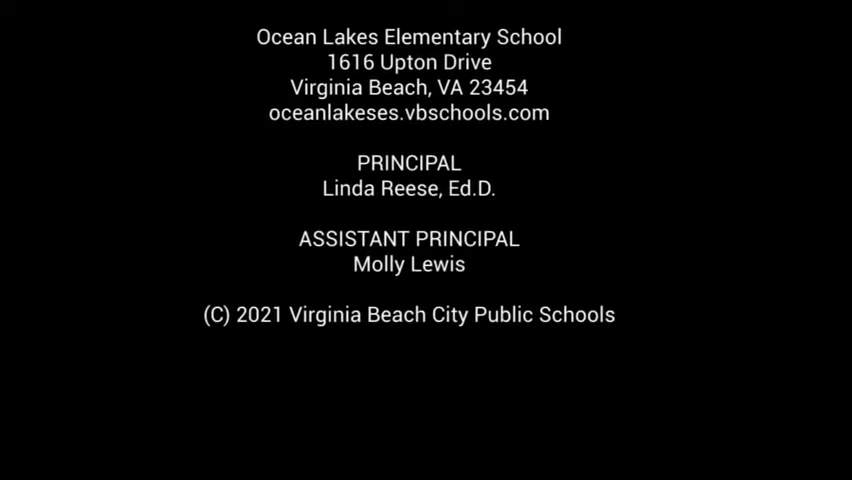 Ocean Lakes Elementary School
1616 Upton Drive
Virginia Beach, VA 23454
oceanlakeses.vbschools.com
PRINCIPAL
Linda Reese, Ed.D.
ASSISTANT PRINCIPAL
Molly Lewis
(C) 2021 Virginia Beach City Public Schools